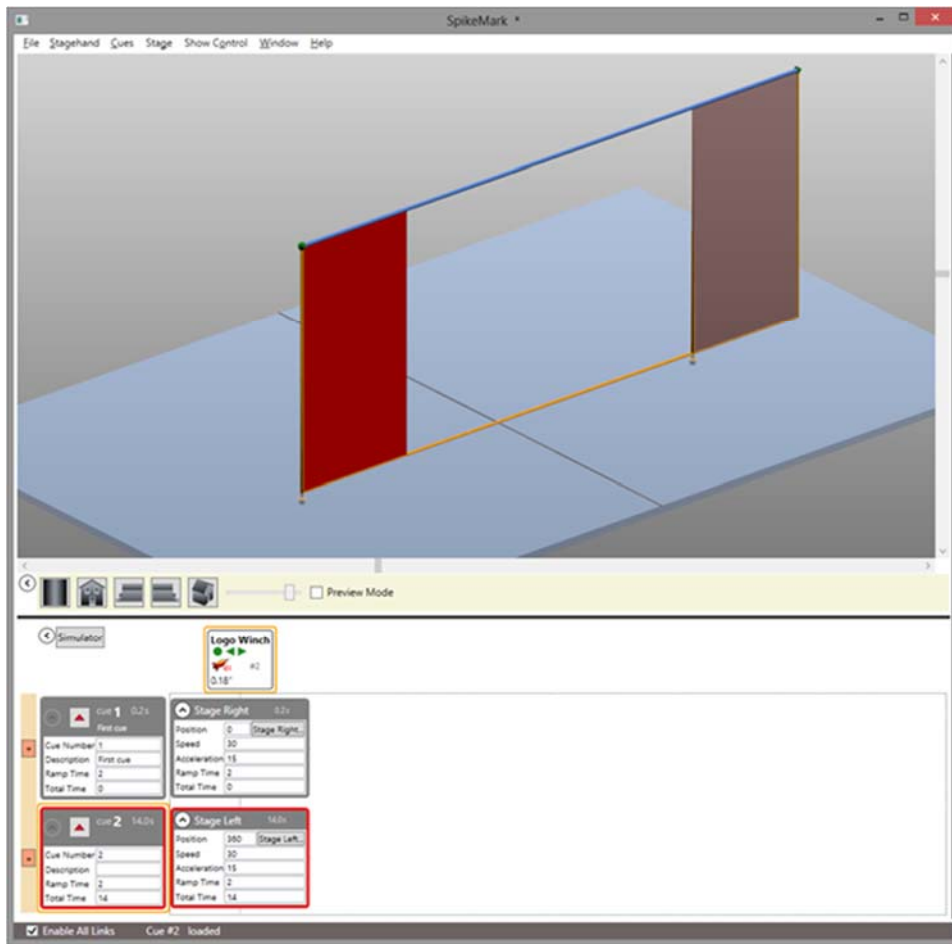 SpikeMark *
File Stagehand Cues Stage Show Control Window Help
Preview Mode
Simulator
Logo Winch
#2
0.18"
cue 1 0.2s
First cue
Cue Number 1
Description First cue
Ramp Time 2
Total Time 0
Stage Right 0.2s
Position 0 Stage Right...
Speed 30
Acceleration 15
Ramp Time 2
Total Time 0
cue 2 14.0s
Cue Number 2
Description
Ramp Time 2
Total Time 14
Stage Left 14.0s
Position 360 Stage Left...
Speed 30
Acceleration 15
Ramp Time 2
Total Time 14
Enable All Links Cue #2 loaded